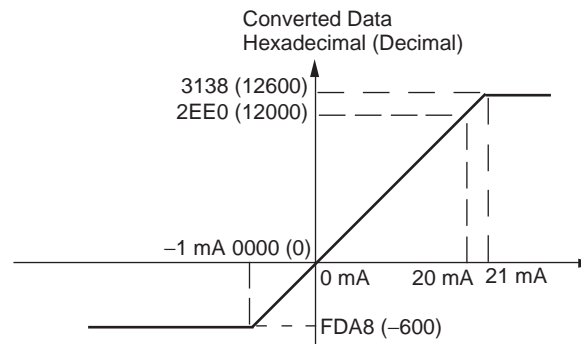 Converted Data
Hexadecimal (Decimal)
3138 (12600)
2EE0 (12000)
−1 mA 0000 (0)
0 mA
20 mA
21 mA
FDA8 (−600)